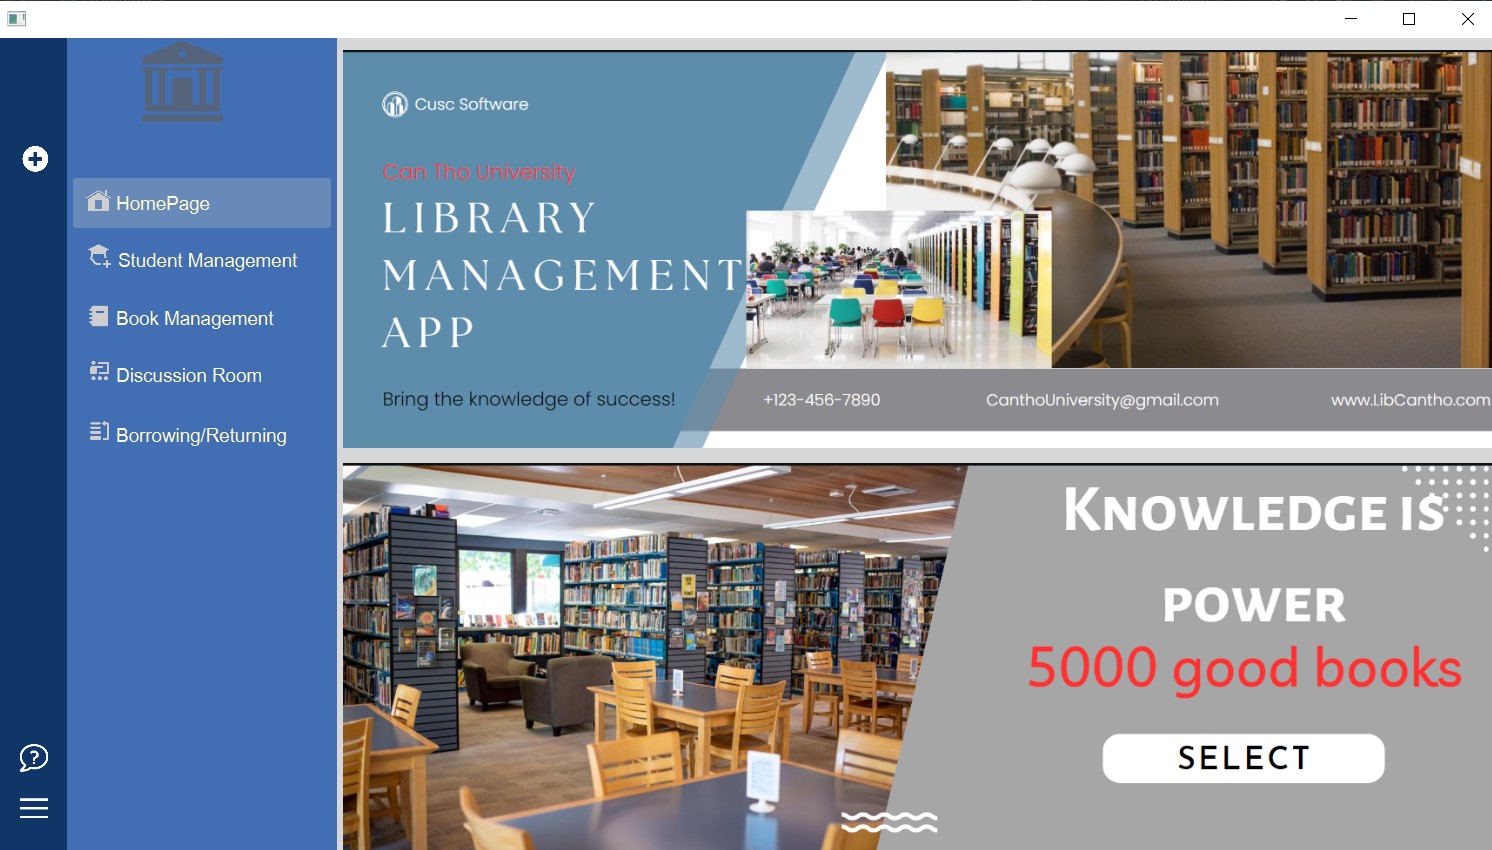 HomePage
Student Management
Book Management
Discussion Room
Borrowing/Returning
Cusc Software
Can Tho University
LIBRARY
MANAGEMENT
APP
Bring the knowledge of success!
+123-456-7890
CanthoUniversity@gmail.com
www.LibCantho.com
KNOWLEDGE IS
POWER
5000 good books
SELECT